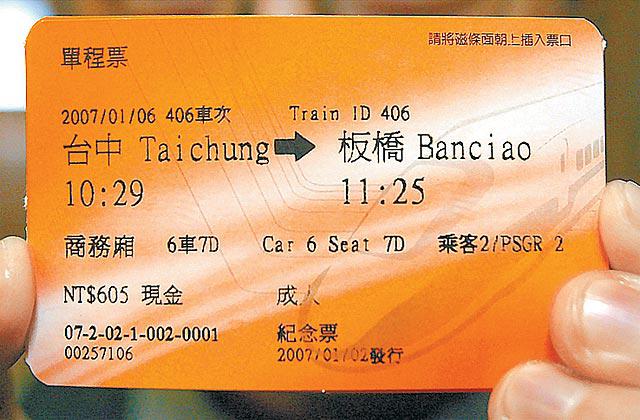 請將磁條面朝上插入票口
單程票
2007/01/06 406車次 Train ID 406
台中 Taichung → 板橋 Banciao
10:29 11:25
商務廂 6車7D Car 6 Seat 7D 乘客2/PSGR 2
NT$605 現金 成人
07-2-02-1-002-0001 紀念票
00257106 2007/01/02發行